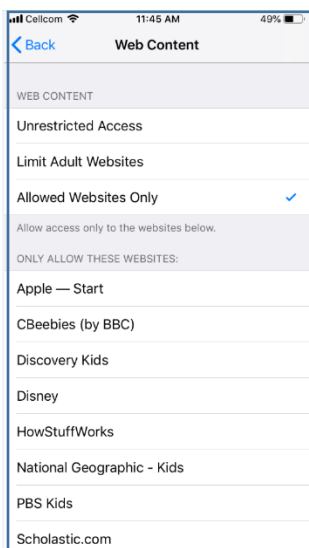 Cellcom 11:45 AM 49%
Back Web Content
WEB CONTENT
Unrestricted Access
Limit Adult Websites
Allowed Websites Only
Allow access only to the websites below.
ONLY ALLOW THESE WEBSITES:
Apple — Start
CBeebies (by BBC)
Discovery Kids
Disney
HowStuffWorks
National Geographic - Kids
PBS Kids
Scholastic.com